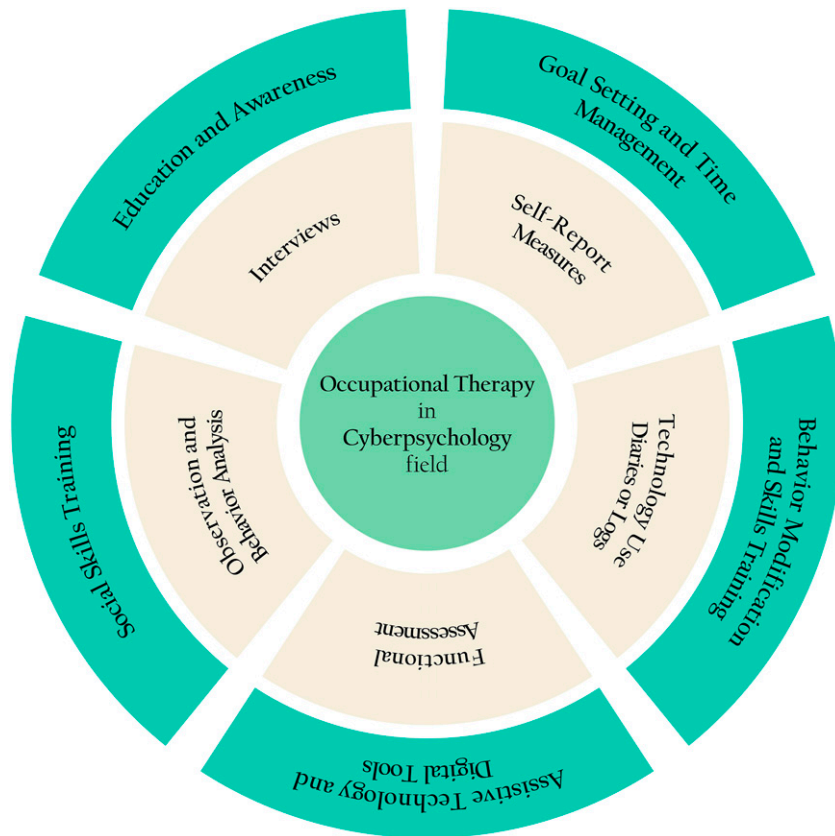 Education and Awareness
Goal Setting and Time
Management
Interviews
Self-Report
Measures
Occupational Therapy
in
Cyberpsychology
field
Social Skills Training
Observation and
Behavior Analysis
Technology Use
Diaries or Logs
Behavior Modification
and Skills Training
Functional
Assessment
Assistive Technology and
Digital Tools